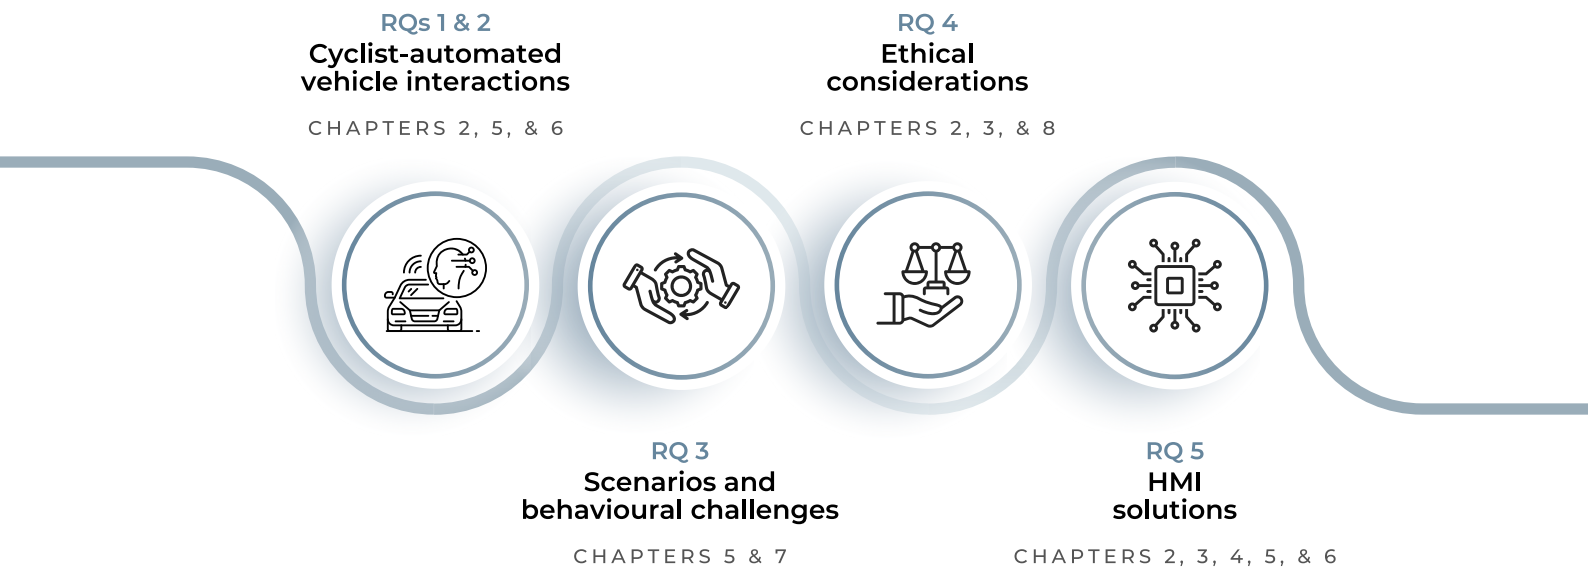 RQs 1 & 2
Cyclist-automated
vehicle interactions
CHAPTERS 2, 5, & 6
RQ 3
Scenarios and
behavioural challenges
CHAPTERS 5 & 7
RQ 4
Ethical
considerations
CHAPTERS 2, 3, & 8
RQ 5
HMI
solutions
CHAPTERS 2, 3, 4, 5, & 6